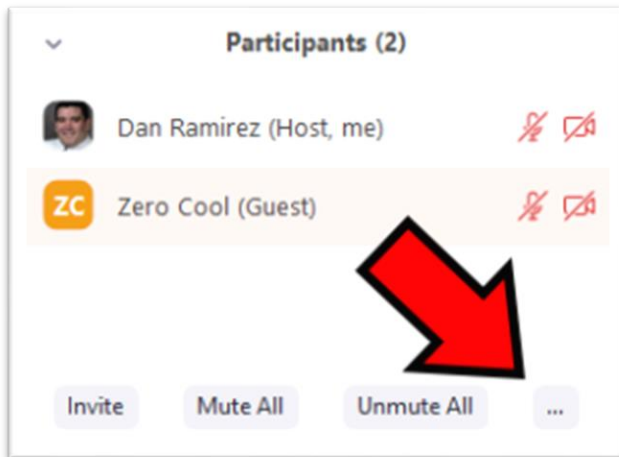 Participants (2)
Dan Ramirez (Host, me)
ZC Zero Cool (Guest)
Invite Mute All Unmute All ...